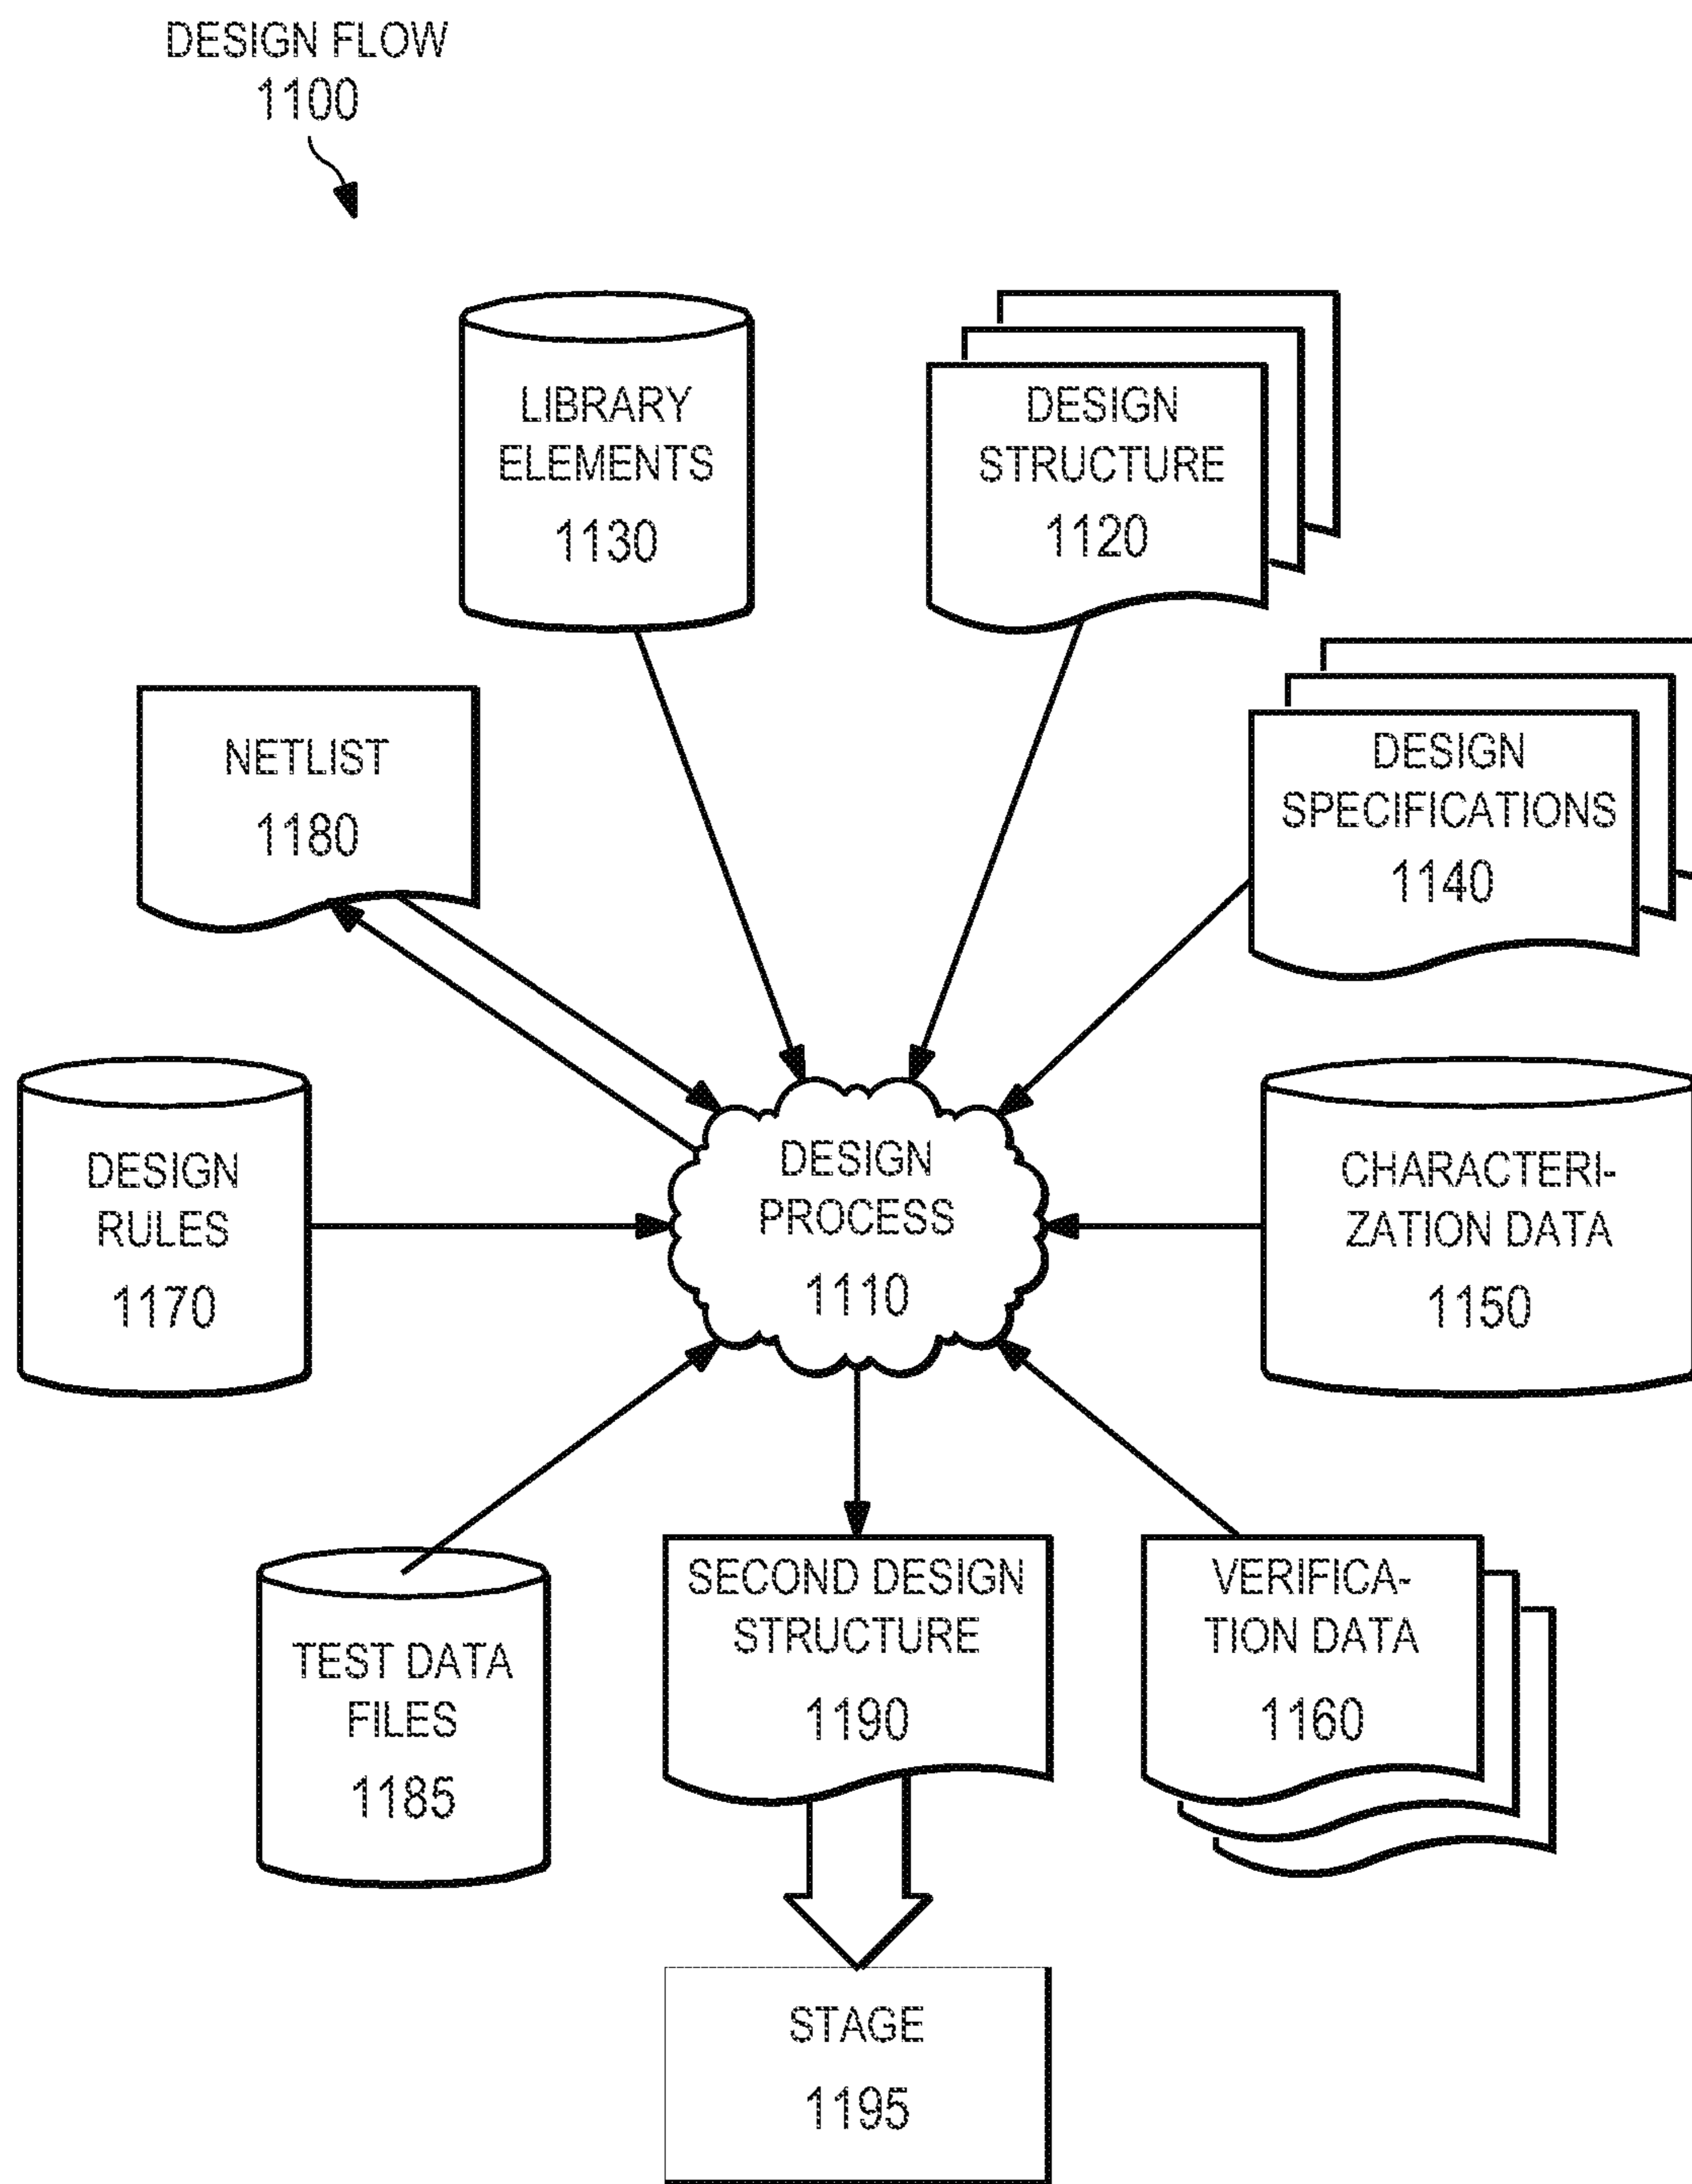 DESIGN FLOW
1100
LIBRARY
ELEMENTS
1130
DESIGN
STRUCTURE
1120
NETLIST
1180
DESIGN
SPECIFICATIONS
1140
DESIGN
RULES
1170
DESIGN
PROCESS
1110
CHARACTERI-
ZATION DATA
1150
TEST DATA
FILES
1185
SECOND DESIGN
STRUCTURE
1190
VERIFICA-
TION DATA
1160
STAGE
1195